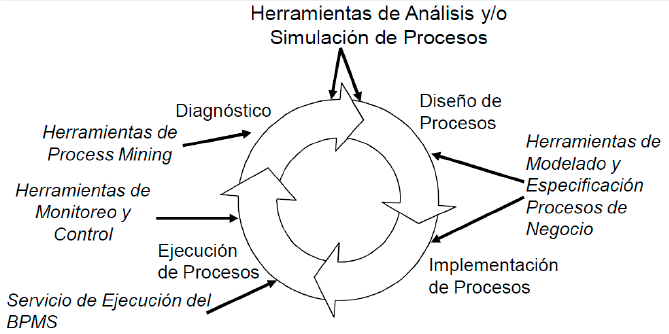 Herramientas de Análisis y/o
Simulación de Procesos
Diagnóstico
Diseño de
Procesos
Herramientas de
Process Mining
Herramientas de
Modelado y
Especificación
Procesos de
Negocio
Herramientas de
Monitoreo y
Control
Ejecución
de Procesos
Implementación
de Procesos
Servicio de Ejecución del
BPMS